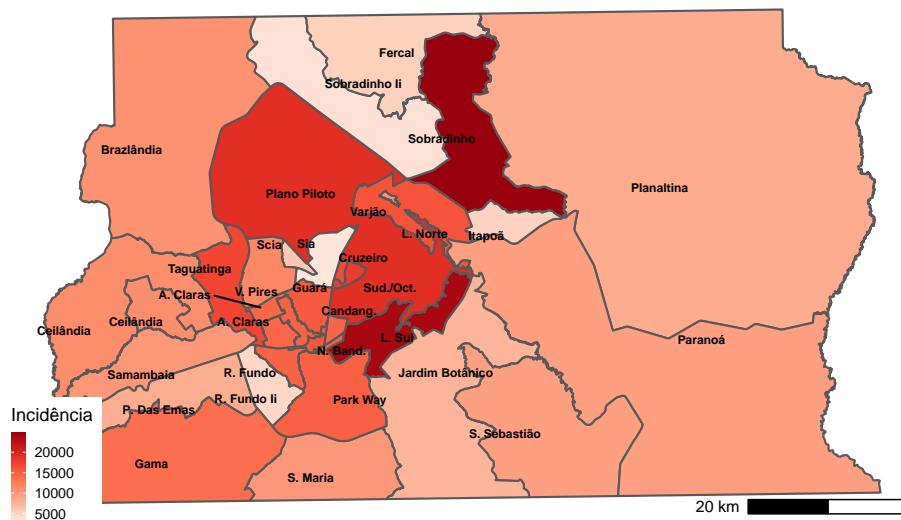 Fercal
Sobradinho Ii
Sobradinho
Brazlândia
Planaltina
Plano Piloto
Varjão
L. Norte
Itapoã
Scia
Sia
Cruzeiro
Taguatinga
V. Pires
Guará
Sud./Oct.
A. Claras
Candang.
Ceilândia
Ceilândia
A. Claras
L. Sul
N. Band.
Paranoá
Samambaia
R. Fundo
Jardim Botânico
R. Fundo Ii
Park Way
P. Das Emas
S. Sebastião
Gama
S. Maria
Incidência
20000
10000
5000
20 km